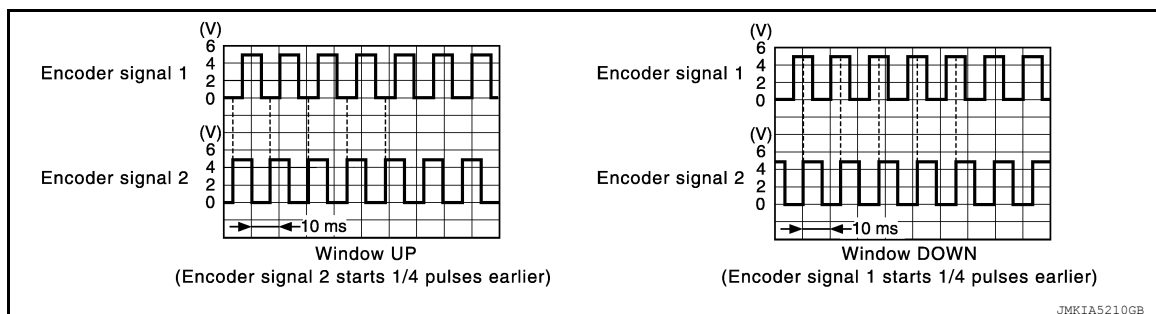 (V)
6
4
2
0
Encoder signal 1
(V)
6
4
2
0
Encoder signal 2
10 ms
Window UP
(Encoder signal 2 starts 1/4 pulses earlier)
(V)
6
4
2
0
Encoder signal 1
(V)
6
4
2
0
Encoder signal 2
10 ms
Window DOWN
(Encoder signal 1 starts 1/4 pulses earlier)
JMKIA5210GB